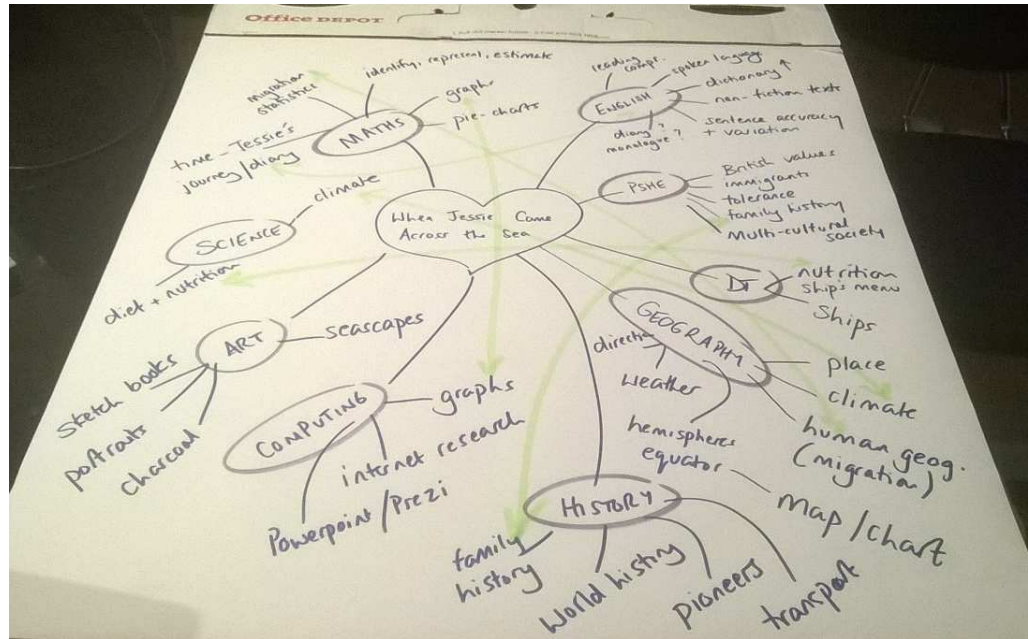 Office DEPOT
When Jessie Came
Across the Sea
MATHS
migration
statistics
identify, represent, estimate
graph
pie-charts
time - Jessie's
journey/diary
ENGLISH
reading
compr.
spoken language
dictionary
non-fiction texts
sentence accuracy
+ variation
diary?
monologue?
PSHE
British values
immigrants
tolerance
family history
Multi-cultural
society
DT
nutrition
ship's menu
Ships
GEOGRAPHY
direction
weather
hemispheres
equator
map/chart
place
climate
human geog.
(migration)
HISTORY
family
history
World history
pioneers
transport
COMPUTING
graphs
internet research
Powerpoint/Prezi
ART
seascapes
Sketch books
portraits
charcoal
SCIENCE
climate
diet + nutrition